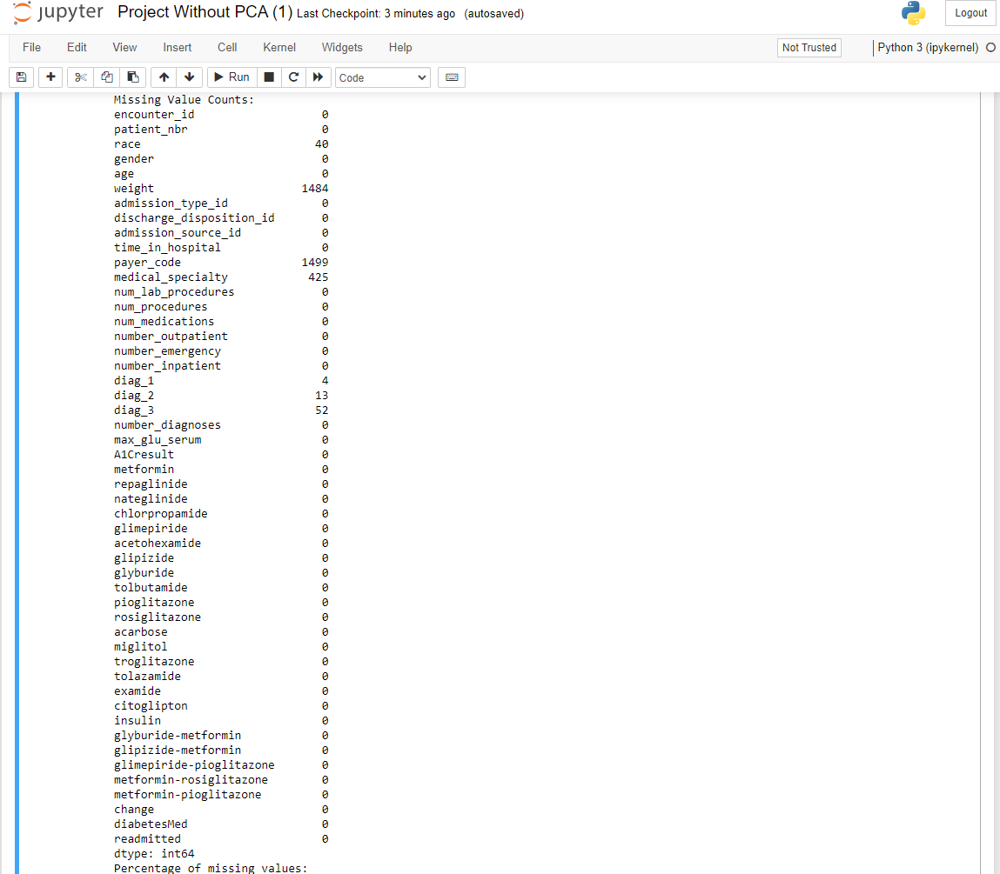 jupyter Project Without PCA (1) Last Checkpoint: 3 minutes ago (autosaved) Logout
File Edit View Insert Cell Kernel Widgets Help Not Trusted Python 3 (ipykernel)
Run Code
Missing Value Counts:
encounter_id 0
patient_nbr 0
race 40
gender 0
age 0
weight 1484
admission_type_id 0
discharge_disposition_id 0
admission_source_id 0
time_in_hospital 0
payer_code 1499
medical_specialty 425
num_lab_procedures 0
num_procedures 0
num_medications 0
number_outpatient 0
number_emergency 0
number_inpatient 0
diag_1 4
diag_2 13
diag_3 52
number_diagnoses 0
max_glu_serum 0
A1Cresult 0
metformin 0
repaglinide 0
nateglinide 0
chlorpropamide 0
glimepiride 0
acetohexamide 0
glipizide 0
glyburide 0
tolbutamide 0
pioglitazone 0
rosiglitazone 0
acarbose 0
miglitol 0
troglitazone 0
tolazamide 0
examide 0
citoglipton 0
insulin 0
glyburide-metformin 0
glipizide-metformin 0
glimepiride-pioglitazone 0
metformin-rosiglitazone 0
metformin-pioglitazone 0
change 0
diabetesMed 0
readmitted 0
dtype: int64
Percentage of missing values: